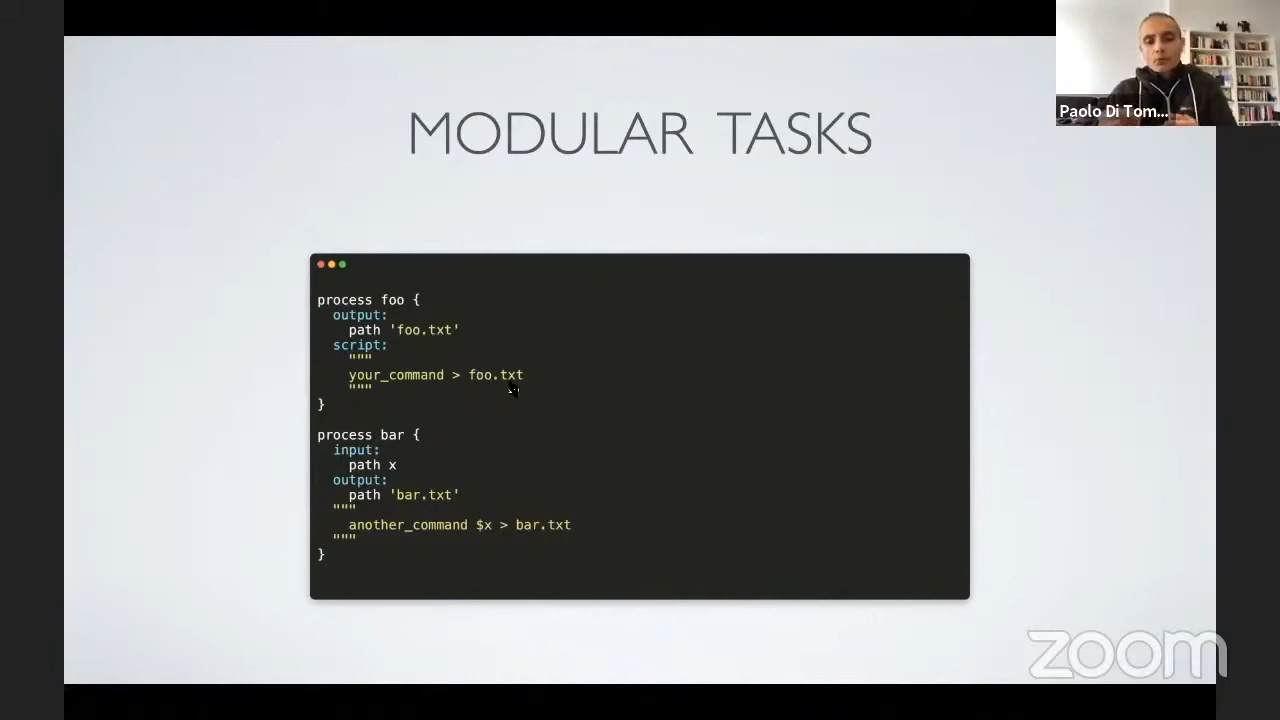 Paolo Di Tom...
MODULAR TASKS
process foo {
output:
path 'foo.txt'
script:
"""
your_command > foo.txt
"""
}
process bar {
input:
path x
output:
path 'bar.txt'
"""
another_command $x > bar.txt
"""
}
zoom